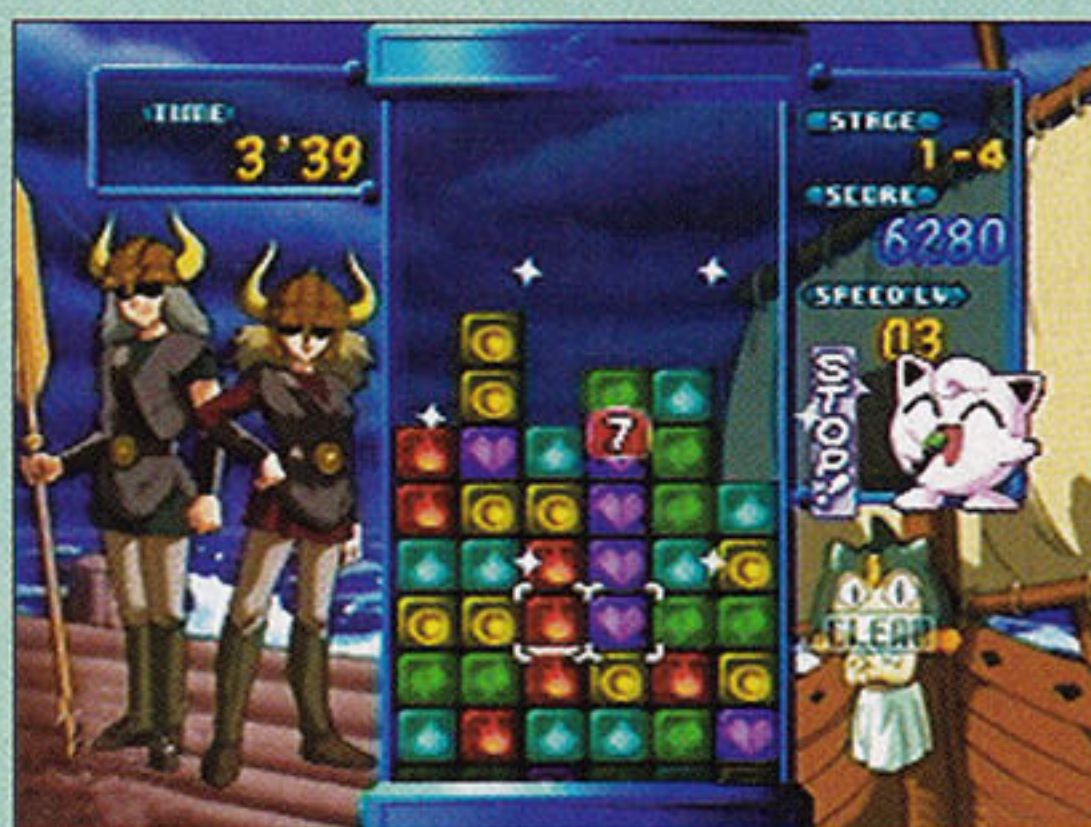 TIME
3'39
STAGE
1-4
SCORE
6280
SPEED LV
03
STOP!
7
CLEAR